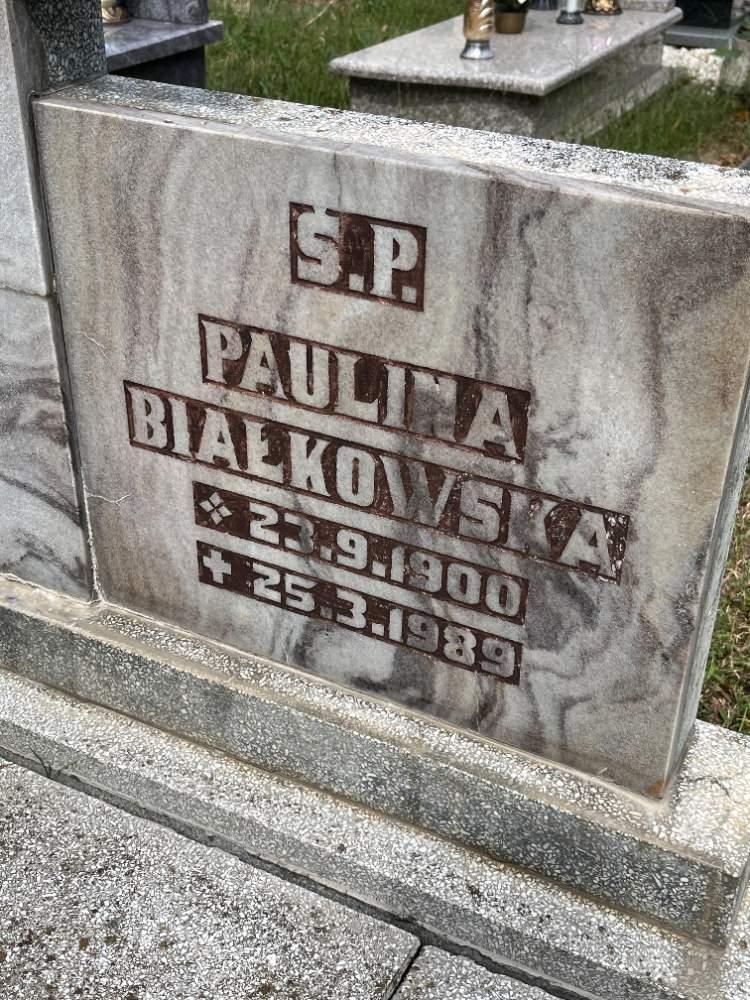 Ś.P.
PAULINA
BIAŁKOWSKA
23.9.1900
25.3.1989